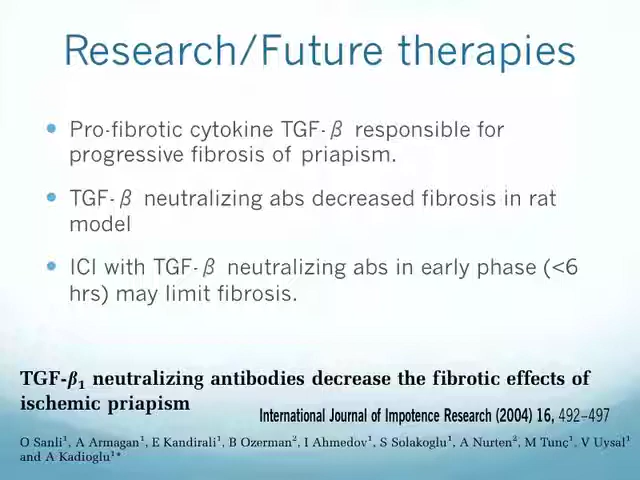 Research/Future therapies
• Pro-fibrotic cytokine TGF-β responsible for
progressive fibrosis of priapism.
• TGF-β neutralizing abs decreased fibrosis in rat
model
• ICI with TGF-β neutralizing abs in early phase (<6
hrs) may limit fibrosis.
TGF-β₁ neutralizing antibodies decrease the fibrotic effects of
ischemic priapism
International Journal of Impotence Research (2004) 16, 492–497
O Sanli¹, A Armagan¹, E Kandirali¹, B Ozerman², I Ahmedov¹, S Solakoglu¹, A Nurten², M Tunç¹, V Uysal¹
and A Kadioglu¹*